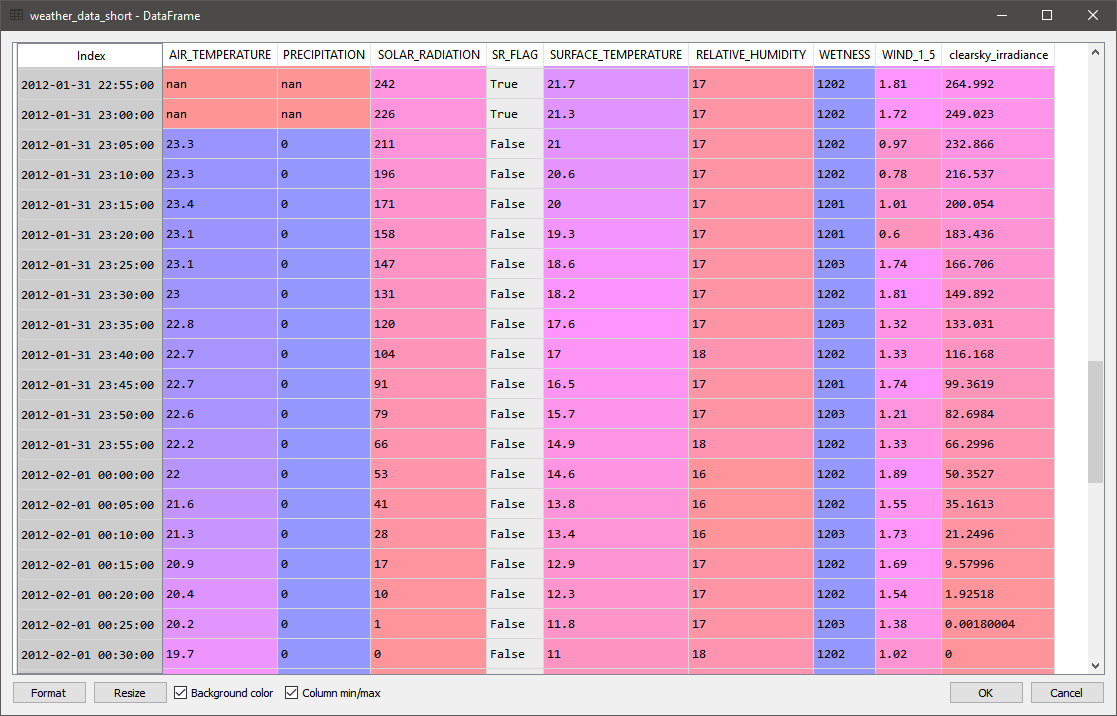 weather_data_short - DataFrame
Index AIR_TEMPERATURE PRECIPITATION SOLAR_RADIATION SR_FLAG SURFACE_TEMPERATURE RELATIVE_HUMIDITY WETNESS WIND_1_5 clearsky_irradiance
2012-01-31 22:55:00 nan nan 242 True 21.7 17 1202 1.81 264.992
2012-01-31 23:00:00 nan nan 226 True 21.3 17 1202 1.72 249.023
2012-01-31 23:05:00 23.3 0 211 False 21 17 1202 0.97 232.866
2012-01-31 23:10:00 23.3 0 196 False 20.6 17 1202 0.78 216.537
2012-01-31 23:15:00 23.4 0 171 False 20 17 1201 1.01 200.054
2012-01-31 23:20:00 23.1 0 158 False 19.3 17 1201 0.6 183.436
2012-01-31 23:25:00 23.1 0 147 False 18.6 17 1203 1.74 166.706
2012-01-31 23:30:00 23 0 131 False 18.2 17 1202 1.81 149.892
2012-01-31 23:35:00 22.8 0 120 False 17.6 17 1203 1.32 133.031
2012-01-31 23:40:00 22.7 0 104 False 17 18 1202 1.33 116.168
2012-01-31 23:45:00 22.7 0 91 False 16.5 17 1201 1.74 99.3619
2012-01-31 23:50:00 22.6 0 79 False 15.7 17 1203 1.21 82.6984
2012-01-31 23:55:00 22.2 0 66 False 14.9 18 1202 1.33 66.2996
2012-02-01 00:00:00 22 0 53 False 14.6 16 1202 1.89 50.3527
2012-02-01 00:05:00 21.6 0 41 False 13.8 16 1202 1.55 35.1613
2012-02-01 00:10:00 21.3 0 28 False 13.4 16 1202 1.73 21.2496
2012-02-01 00:15:00 20.9 0 17 False 12.9 17 1202 1.69 9.57996
2012-02-01 00:20:00 20.4 0 10 False 12.3 17 1202 1.54 1.92518
2012-02-01 00:25:00 20.2 0 1 False 11.8 17 1203 1.38 0.00180004
2012-02-01 00:30:00 19.7 0 0 False 11 18 1202 1.02 0
Format Resize Background color Column min/max OK Cancel